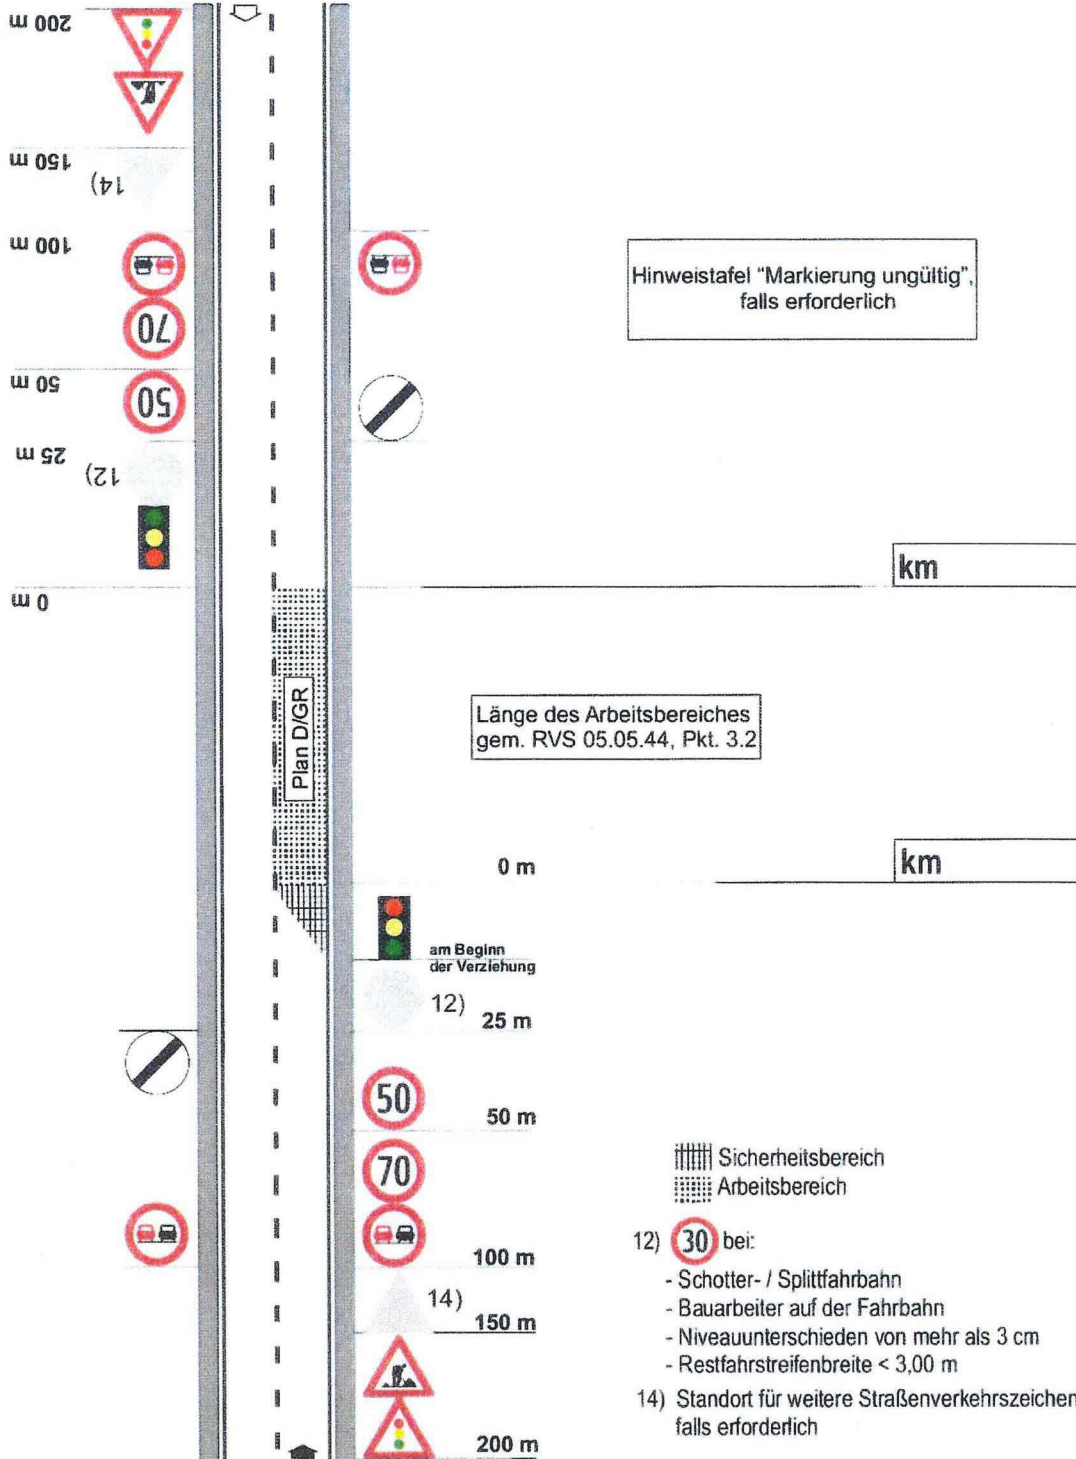 200 m
150 m
14)
100 m
70
50 m
50
25 m
12)
0 m
Hinweistafel "Markierung ungültig",
falls erforderlich
km
Plan D/GR
Länge des Arbeitsbereiches
gem. RVS 05.05.44, Pkt. 3.2
0 m
km
am Beginn
der Verziehung
12)
25 m
50
50 m
70
100 m
14)
150 m
200 m
Sicherheitsbereich
Arbeitsbereich
12) 30 bei:
- Schotter- / Splittfahrbahn
- Bauarbeiter auf der Fahrbahn
- Niveauunterschieden von mehr als 3 cm
- Restfahrstreifenbreite < 3,00 m
14) Standort für weitere Straßenverkehrszeichen
falls erforderlich